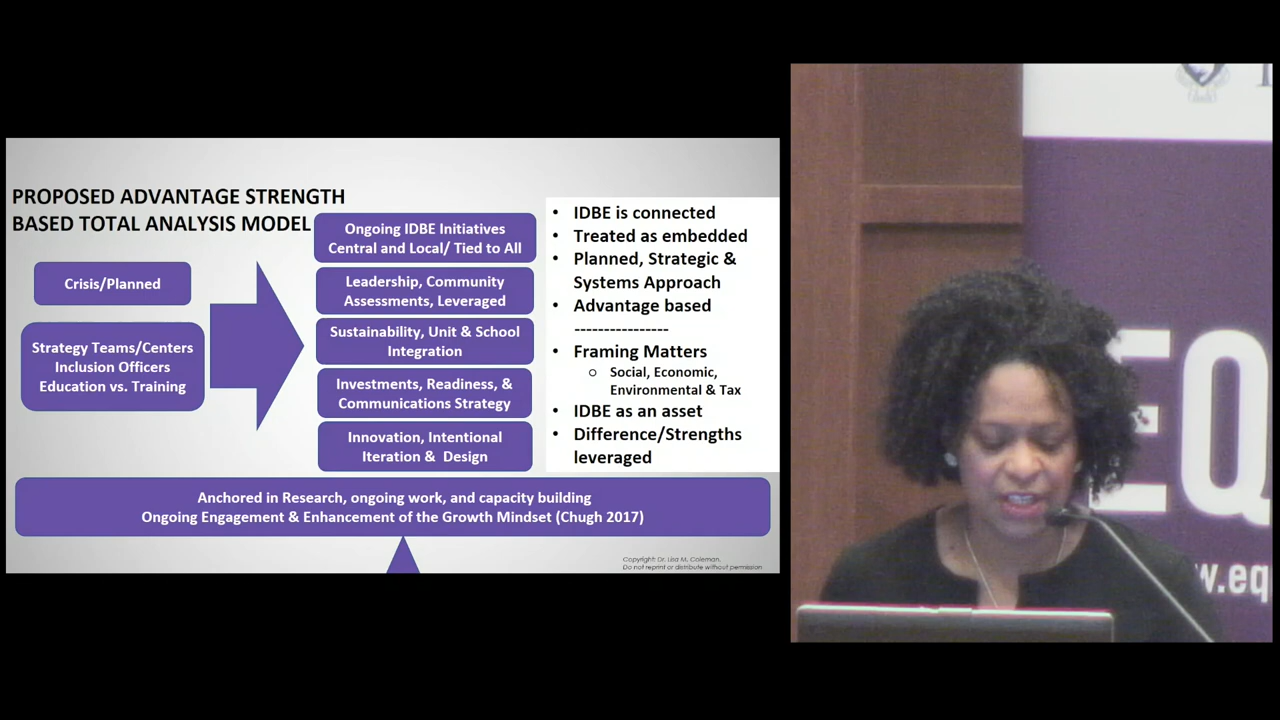 PROPOSED ADVANTAGE STRENGTH
BASED TOTAL ANALYSIS MODEL
Crisis/Planned
Strategy Teams/Centers
Inclusion Officers
Education vs. Training
Ongoing IDBE Initiatives
Central and Local/ Tied to All
Leadership, Community
Assessments, Leveraged
Sustainability, Unit & School
Integration
Investments, Readiness, &
Communications Strategy
Innovation, Intentional
Iteration & Design
• IDBE is connected
• Treated as embedded
• Planned, Strategic &
Systems Approach
• Advantage based
----------------
• Framing Matters
○ Social, Economic,
Environmental & Tax
• IDBE as an asset
• Difference/Strengths
leveraged
Anchored in Research, ongoing work, and capacity building
Ongoing Engagement & Enhancement of the Growth Mindset (Chugh 2017)
Copyright: Dr. Lisa M. Coleman.
Do not reprint or distribute without permission
EQ
w.eq